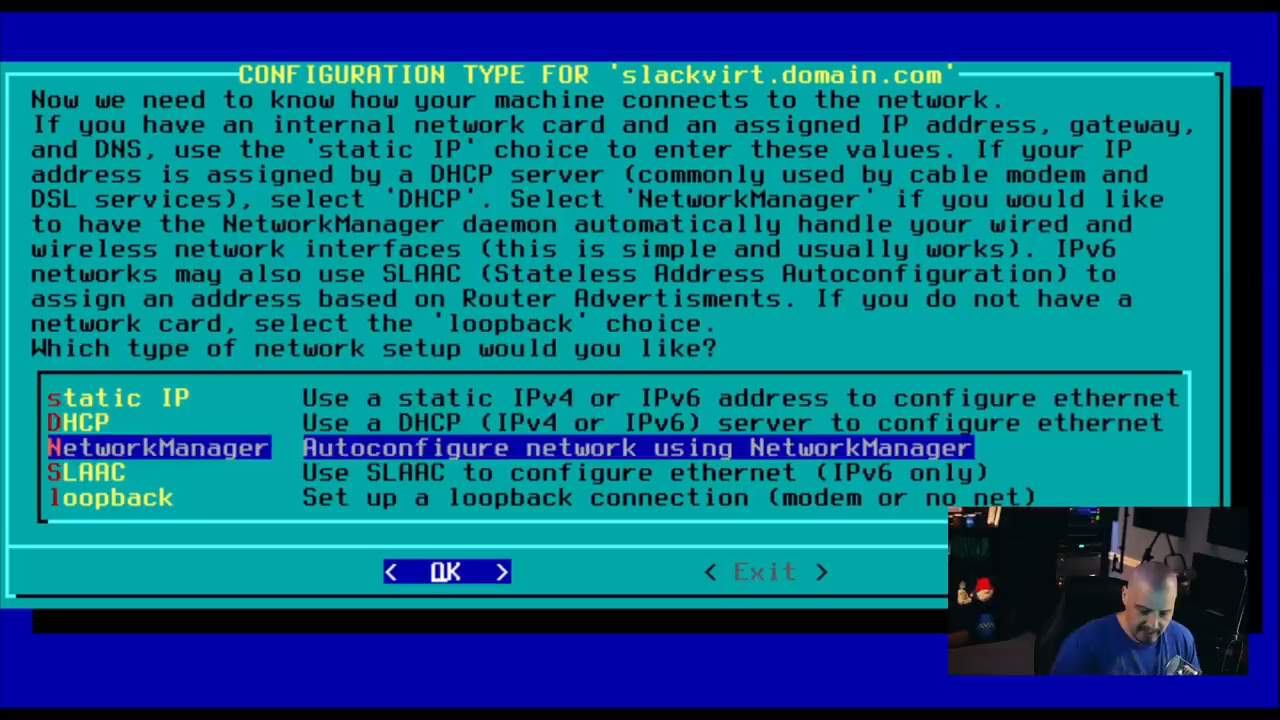 CONFIGURATION TYPE FOR 'slackvirt.domain.com'
Now we need to know how your machine connects to the network.
If you have an internal network card and an assigned IP address, gateway,
and DNS, use the 'static IP' choice to enter these values. If your IP
address is assigned by a DHCP server (commonly used by cable modem and
DSL services), select 'DHCP'. Select 'NetworkManager' if you would like
to have the NetworkManager daemon automatically handle your wired and
wireless network interfaces (this is simple and usually works). IPv6
networks may also use SLAAC (Stateless Address Autoconfiguration) to
assign an address based on Router Advertisments. If you do not have a
network card, select the 'loopback' choice.
Which type of network setup would you like?
static IP Use a static IPv4 or IPv6 address to configure ethernet
DHCP Use a DHCP (IPv4 or IPv6) server to configure ethernet
NetworkManager Autoconfigure network using NetworkManager
SLAAC Use SLAAC to configure ethernet (IPv6 only)
loopback Set up a loopback connection (modem or no net)
< OK > < Exit >